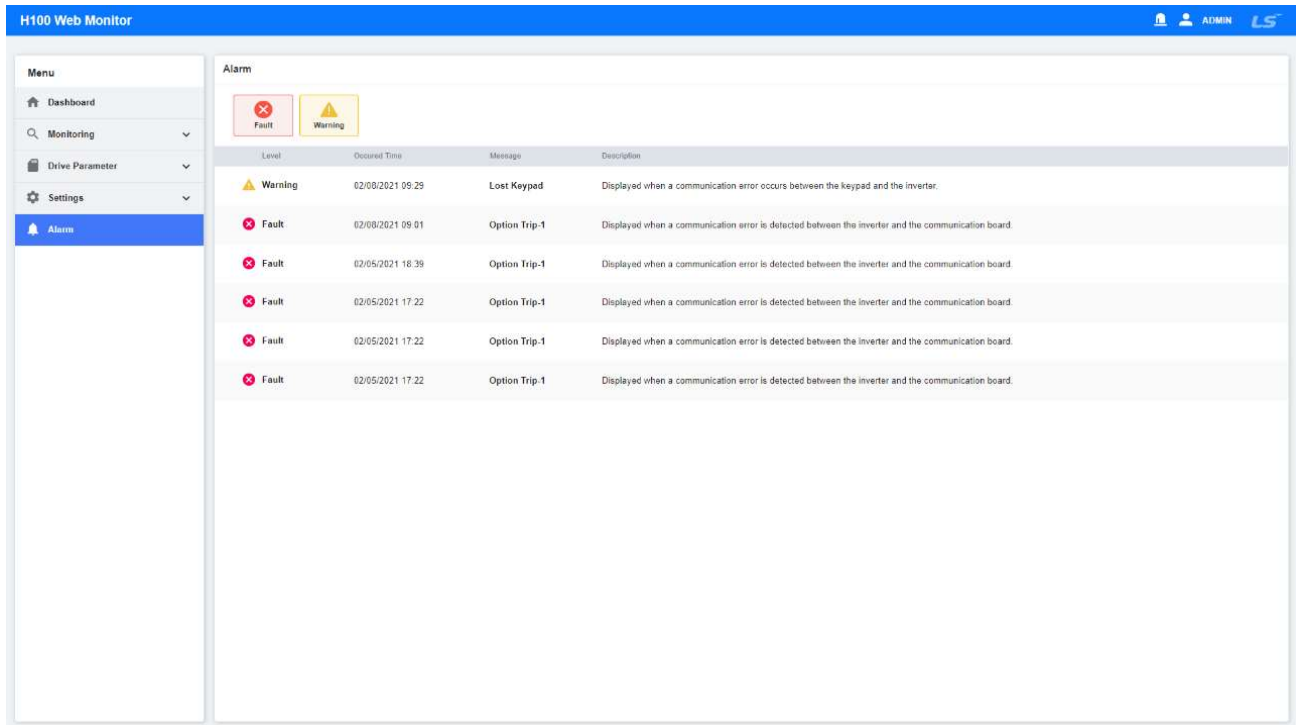 H100 Web Monitor ADMIN LS
Menu
Dashboard
Monitoring
Drive Parameter
Settings
Alarm
Alarm
Fault Warning
Level Occured Time Message Description
Warning 02/08/2021 09:29 Lost Keypad Displayed when a communication error occurs between the keypad and the inverter.
Fault 02/08/2021 09:01 Option Trip-1 Displayed when a communication error is detected between the inverter and the communication board.
Fault 02/05/2021 18:39 Option Trip-1 Displayed when a communication error is detected between the inverter and the communication board.
Fault 02/05/2021 17:22 Option Trip-1 Displayed when a communication error is detected between the inverter and the communication board.
Fault 02/05/2021 17:22 Option Trip-1 Displayed when a communication error is detected between the inverter and the communication board.
Fault 02/05/2021 17:22 Option Trip-1 Displayed when a communication error is detected between the inverter and the communication board.